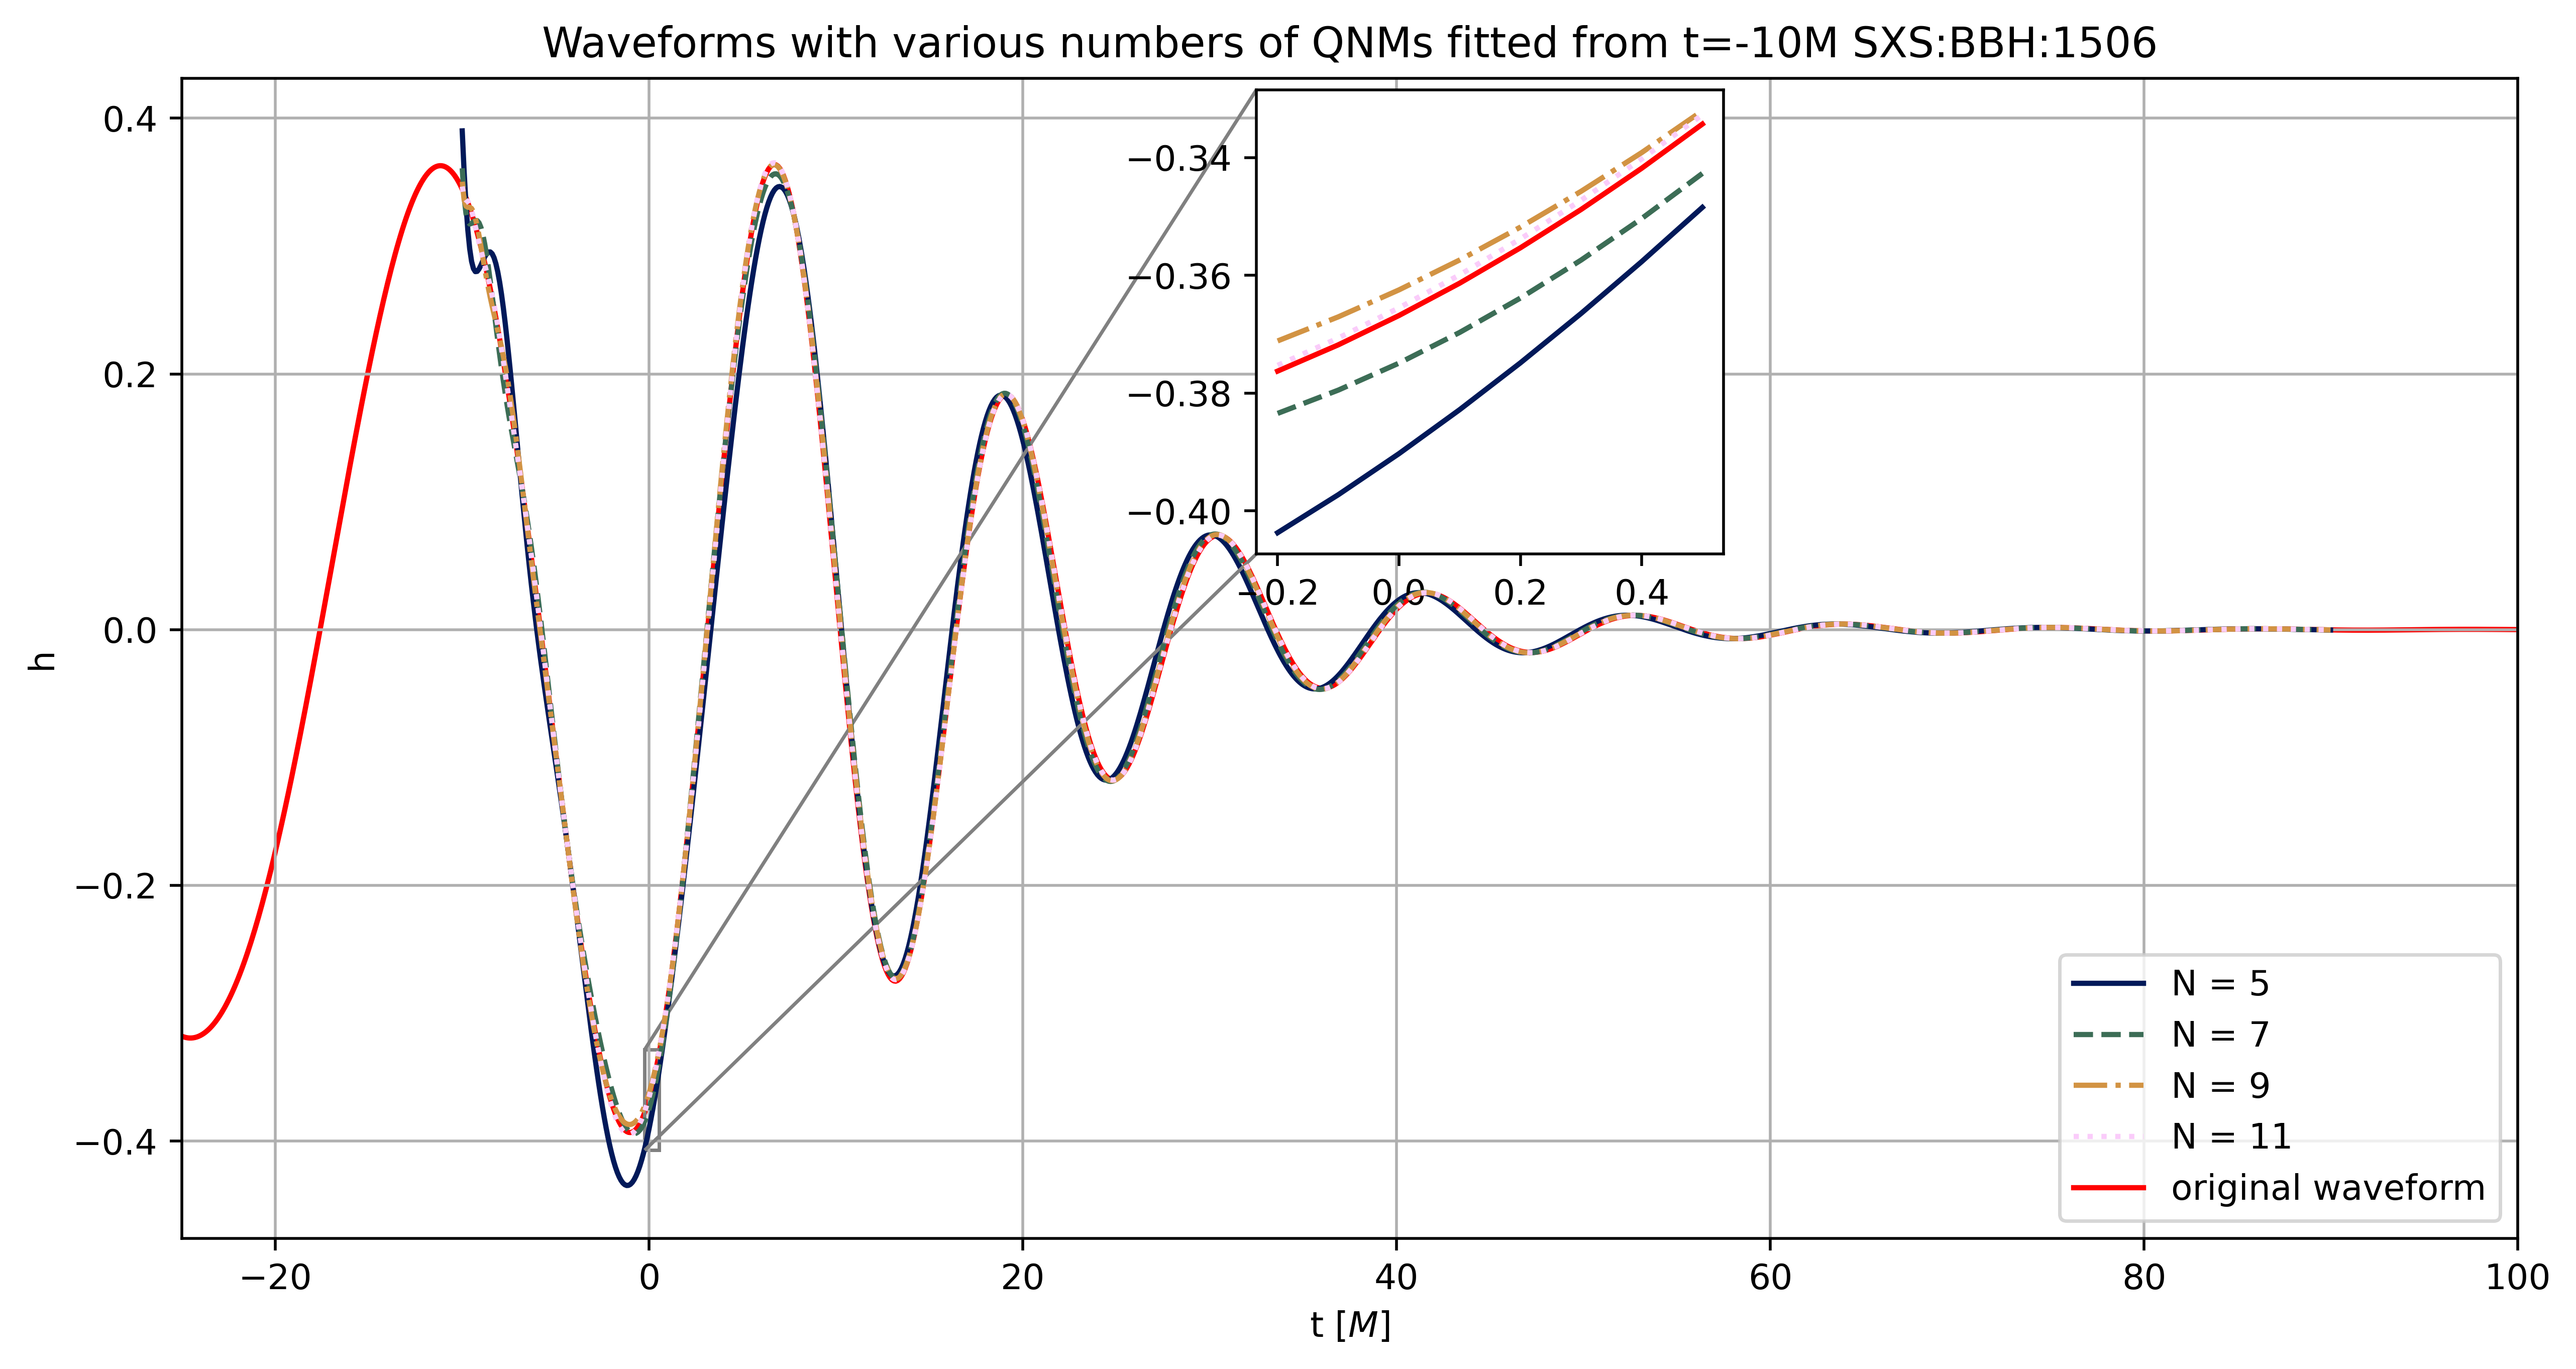 Waveforms with various numbers of QNMs fitted from t=-10M SXS:BBH:1506
0.4
0.2
0.0
−0.2
−0.4
h
−0.34
−0.36
−0.38
−0.40
−0.2 0.0 0.2 0.4
N = 5
N = 7
N = 9
N = 11
original waveform
−20 0 20 40 60 80 100
t [M]